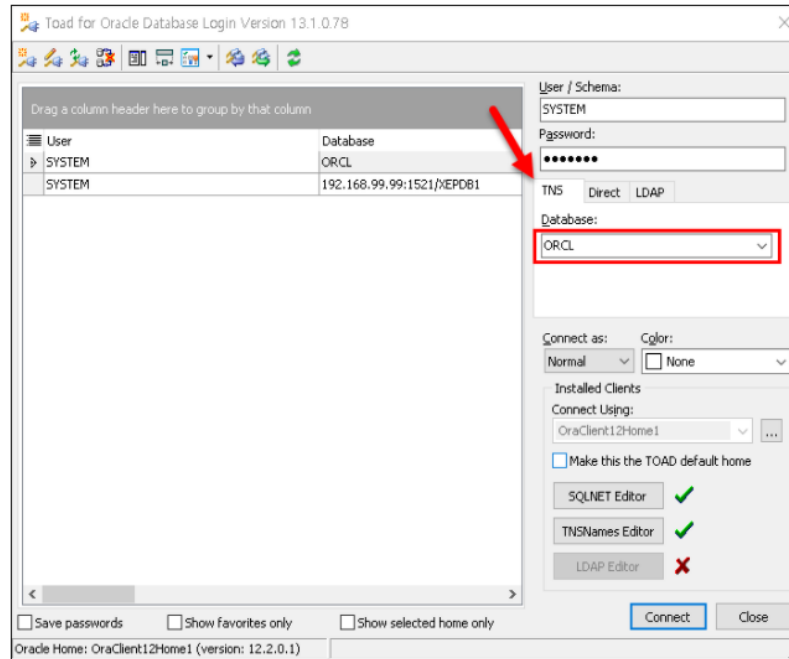 Toad for Oracle Database Login Version 13.1.0.78
Drag a column header here to group by that column
User Database
SYSTEM ORCL
SYSTEM 192.168.99.99:1521/XEPDB1
User / Schema:
SYSTEM
Password:
•••••••
TNS Direct LDAP
Database:
ORCL
Connect as: Color:
Normal None
Installed Clients
Connect Using:
OraClient12Home1 ...
Make this the TOAD default home
SQLNET Editor
TNSNames Editor
LDAP Editor
Save passwords Show favorites only Show selected home only
Connect Close
Oracle Home: OraClient12Home1 (version: 12.2.0.1)